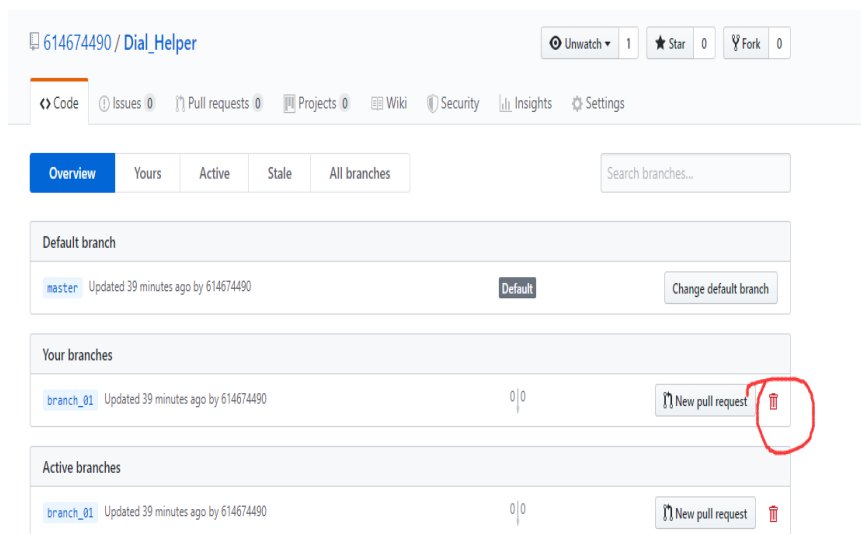 614674490 / Dial_Helper
Unwatch 1 Star 0 Fork 0
Code Issues 0 Pull requests 0 Projects 0 Wiki Security Insights Settings
Overview Yours Active Stale All branches Search branches...
Default branch
master Updated 39 minutes ago by 614674490 Default Change default branch
Your branches
branch_01 Updated 39 minutes ago by 614674490 0 0 New pull request
Active branches
branch_01 Updated 39 minutes ago by 614674490 0 0 New pull request